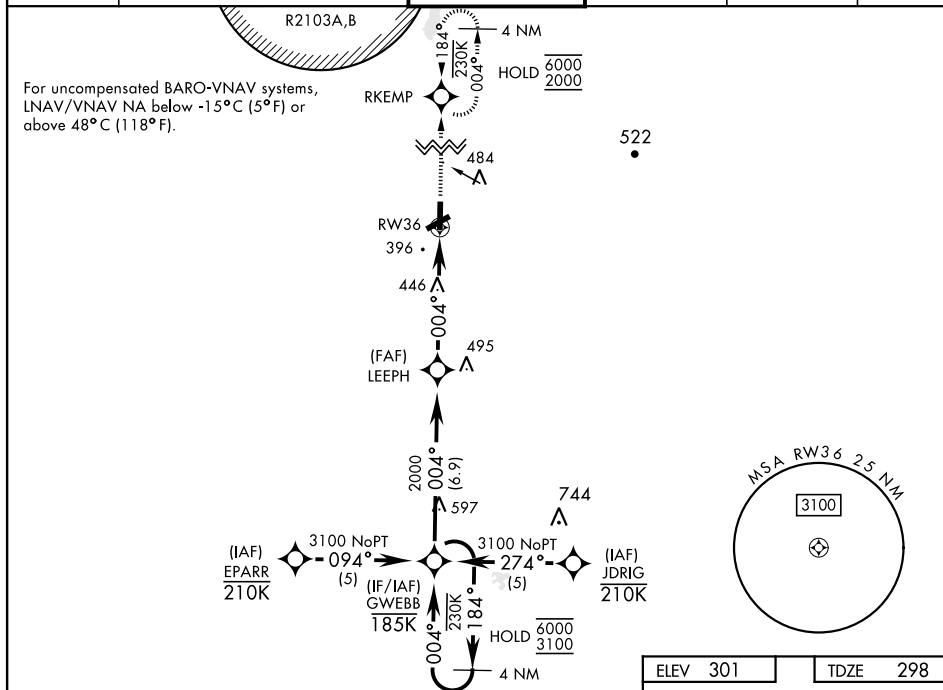 R2103A,B
184°
230K
004°
4 NM
HOLD 6000
2000
For uncompensated BARO-VNAV systems,
LNAV/VNAV NA below -15°C (5°F) or
above 48°C (118°F).
RKEMP
522
484
RW36
396
446
004°
(FAF)
LEEPH
495
2000
004°
(6.9)
597
744
MSA RW36 25 NM
3100
(IAF)
EPARR
210K
3100 NoPT
094°
(5)
(IF/IAF)
GWEBB
185K
3100 NoPT
274°
(5)
(IAF)
JDRIG
210K
004°
230K
184°
HOLD 6000
3100
4 NM
ELEV 301
TDZE 298